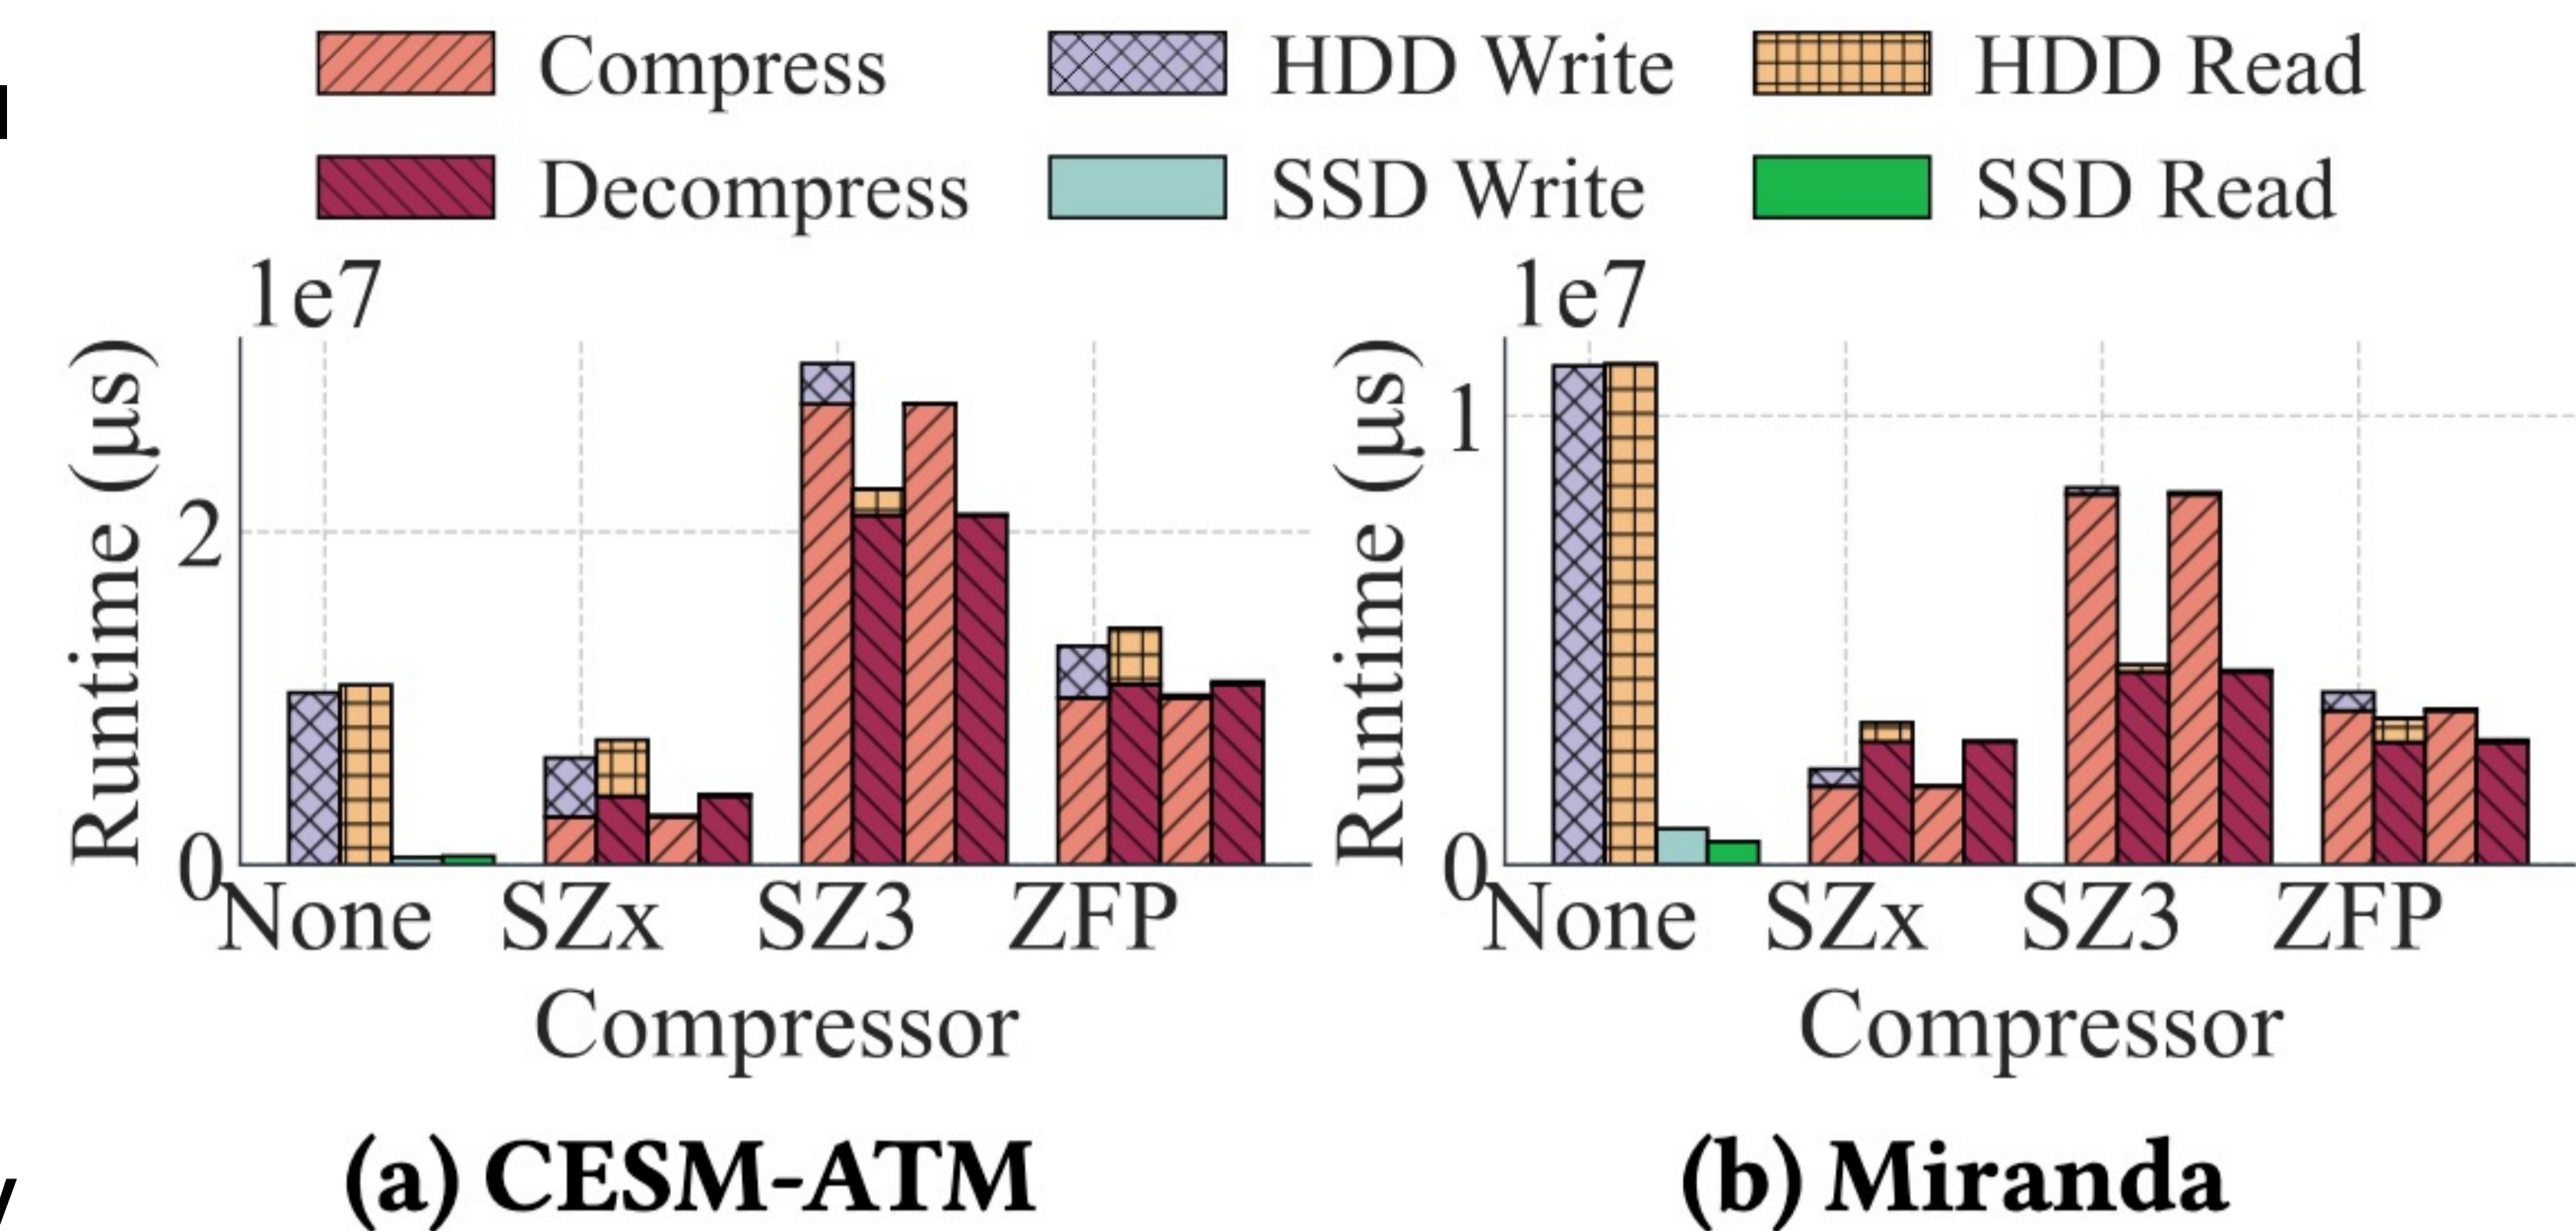 Compress HDD Write HDD Read
Decompress SSD Write SSD Read
1e7
Runtime (µs)
2
0
None SZx SZ3 ZFP
Compressor
(a) CESM-ATM
1e7
Runtime (µs)
1
0
None SZx SZ3 ZFP
Compressor
(b) Miranda